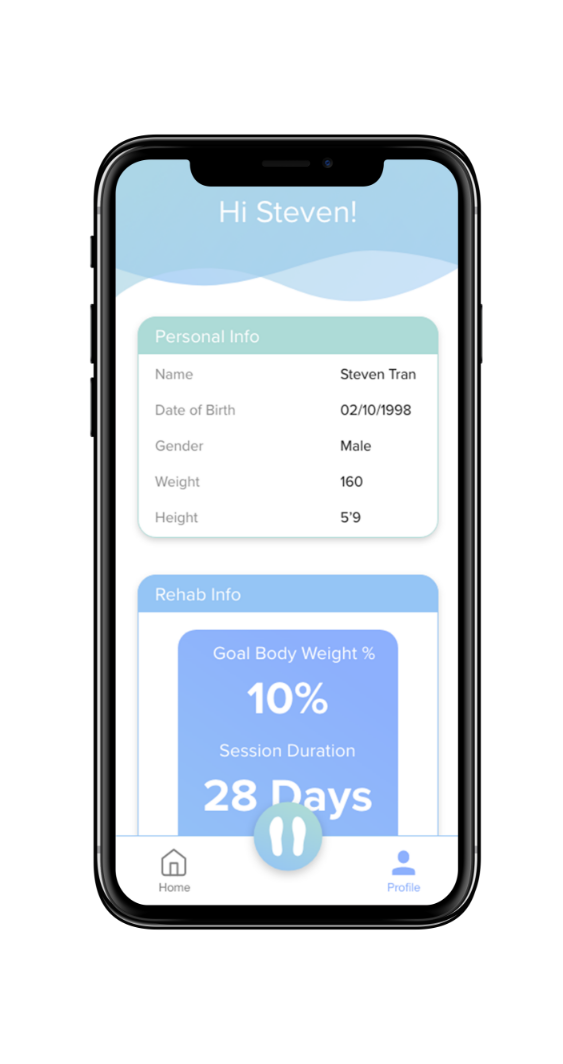 Hi Steven!
Personal Info
Name Steven Tran
Date of Birth 02/10/1998
Gender Male
Weight 160
Height 5'9
Rehab Info
Goal Body Weight %
10%
Session Duration
28 Days
Home Profile